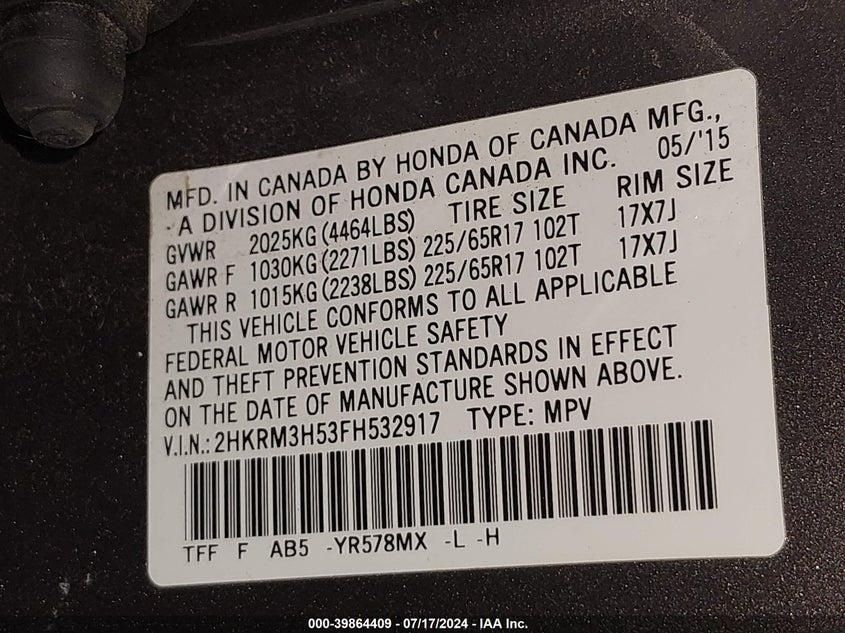 MFD. IN CANADA BY HONDA OF CANADA MFG.,
- A DIVISION OF HONDA CANADA INC. 05/'15
GVWR 2025KG(4464LBS) TIRE SIZE RIM SIZE
GAWR F 1030KG(2271LBS) 225/65R17 102T 17X7J
GAWR R 1015KG(2238LBS) 225/65R17 102T 17X7J
THIS VEHICLE CONFORMS TO ALL APPLICABLE
FEDERAL MOTOR VEHICLE SAFETY
AND THEFT PREVENTION STANDARDS IN EFFECT
ON THE DATE OF MANUFACTURE SHOWN ABOVE.
V.I.N.: 2HKRM3H53FH532917 TYPE: MPV
TFF F AB5 -YR578MX -L -H
000-39864409 - 07/17/2024 - IAA Inc.